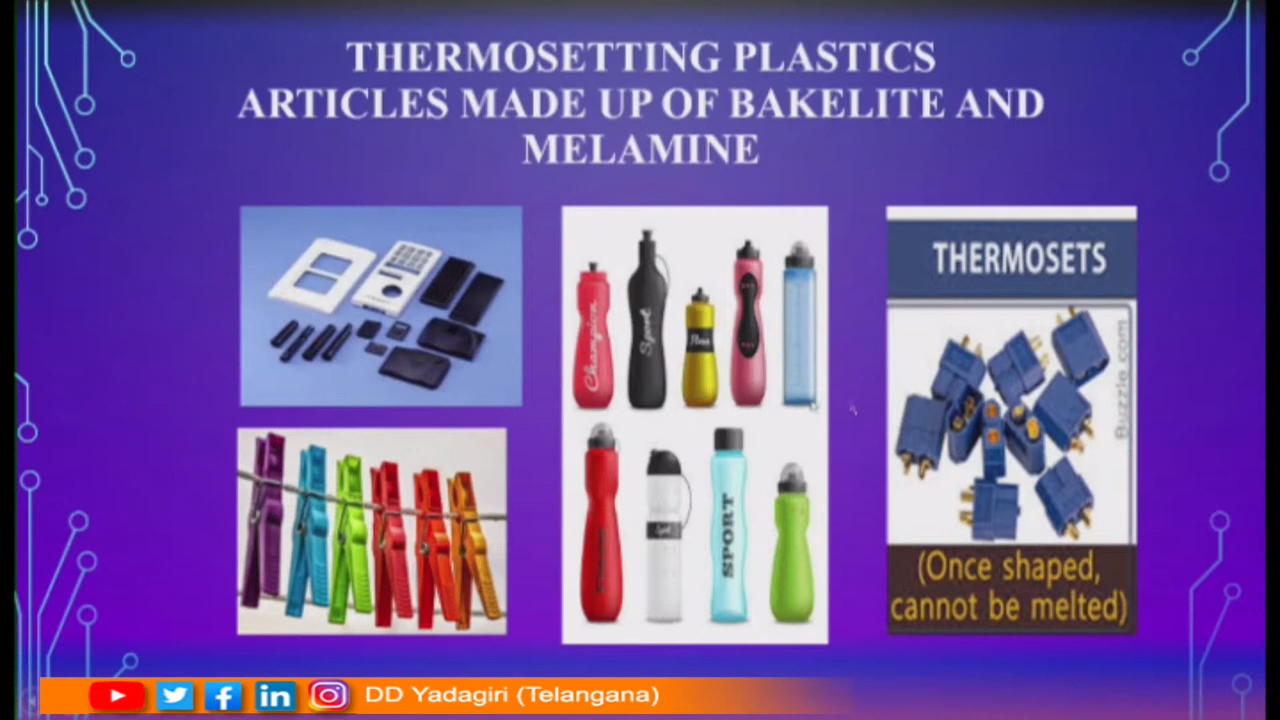 THERMOSETTING PLASTICS
ARTICLES MADE UP OF BAKELITE AND
MELAMINE
Champion
Sport
SPORT
THERMOSETS
Buzzle.com
(Once shaped,
cannot be melted)
DD Yadagiri (Telangana)